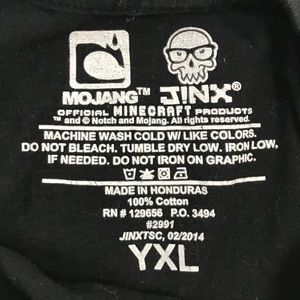 MOJANG™ JINX®
OFFICIAL MINECRAFT PRODUCTS
™ and © Notch and Mojang. All rights reserved.
MACHINE WASH COLD W/ LIKE COLORS.
DO NOT BLEACH. TUMBLE DRY LOW. IRON LOW,
IF NEEDED. DO NOT IRON ON GRAPHIC.
MADE IN HONDURAS
100% Cotton
RN # 129656 P.O. 3494
#2991
JINXTSC, 02/2014
YXL